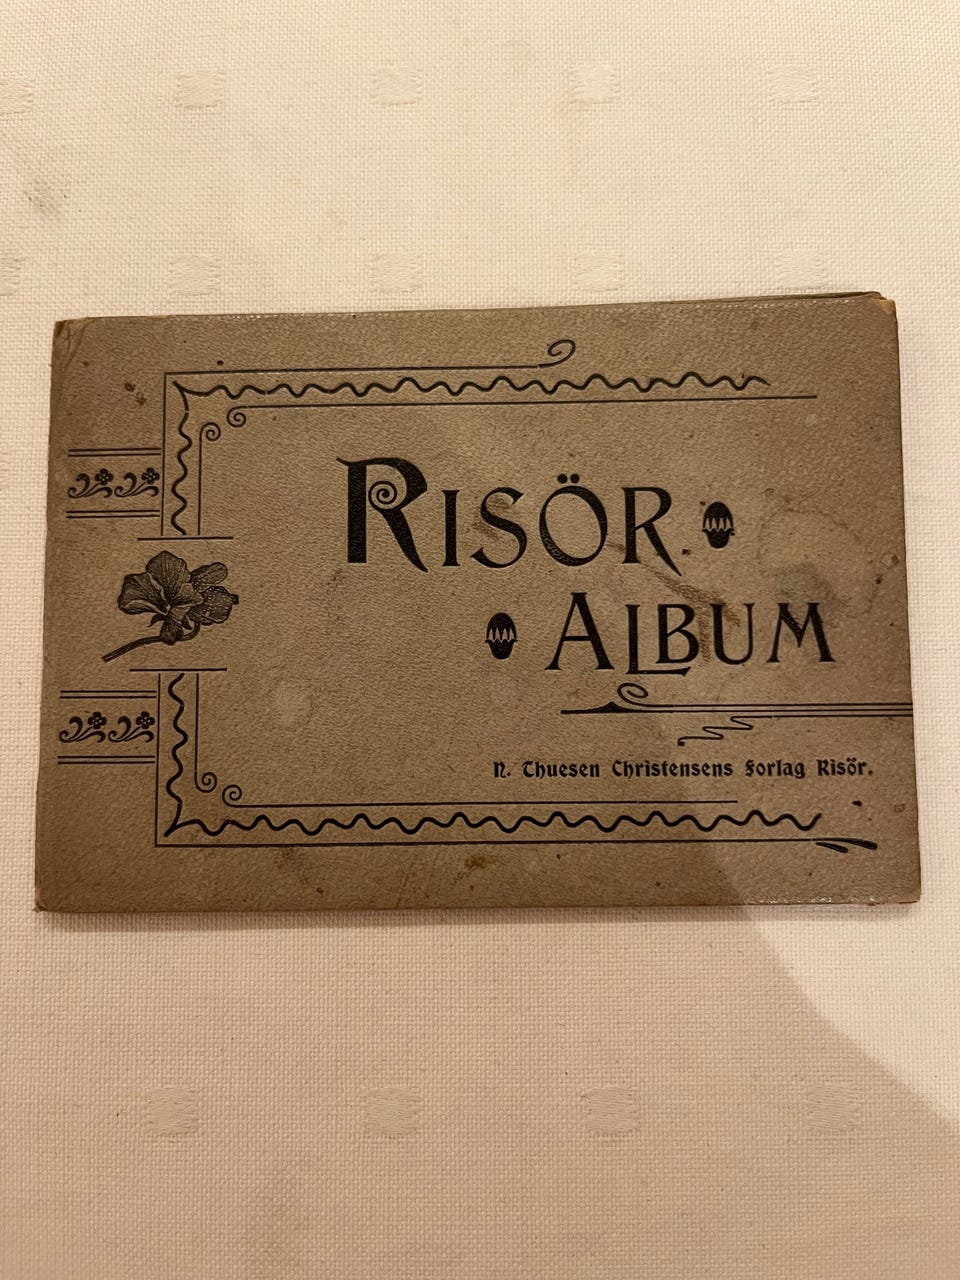 RISÖR
ALBUM
N. Thuesen Christensens Forlag Risör.